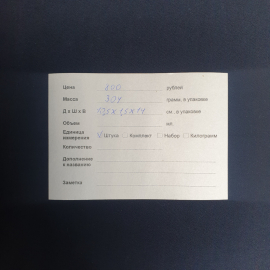 Цена 100 рублей
Масса грамм, в упаковке
Д х Ш х В см, в упаковке
Объем мл.
Единица измерения Штука Комплект Набор Килограмм
Количество
Дополнение к названию
Заметка